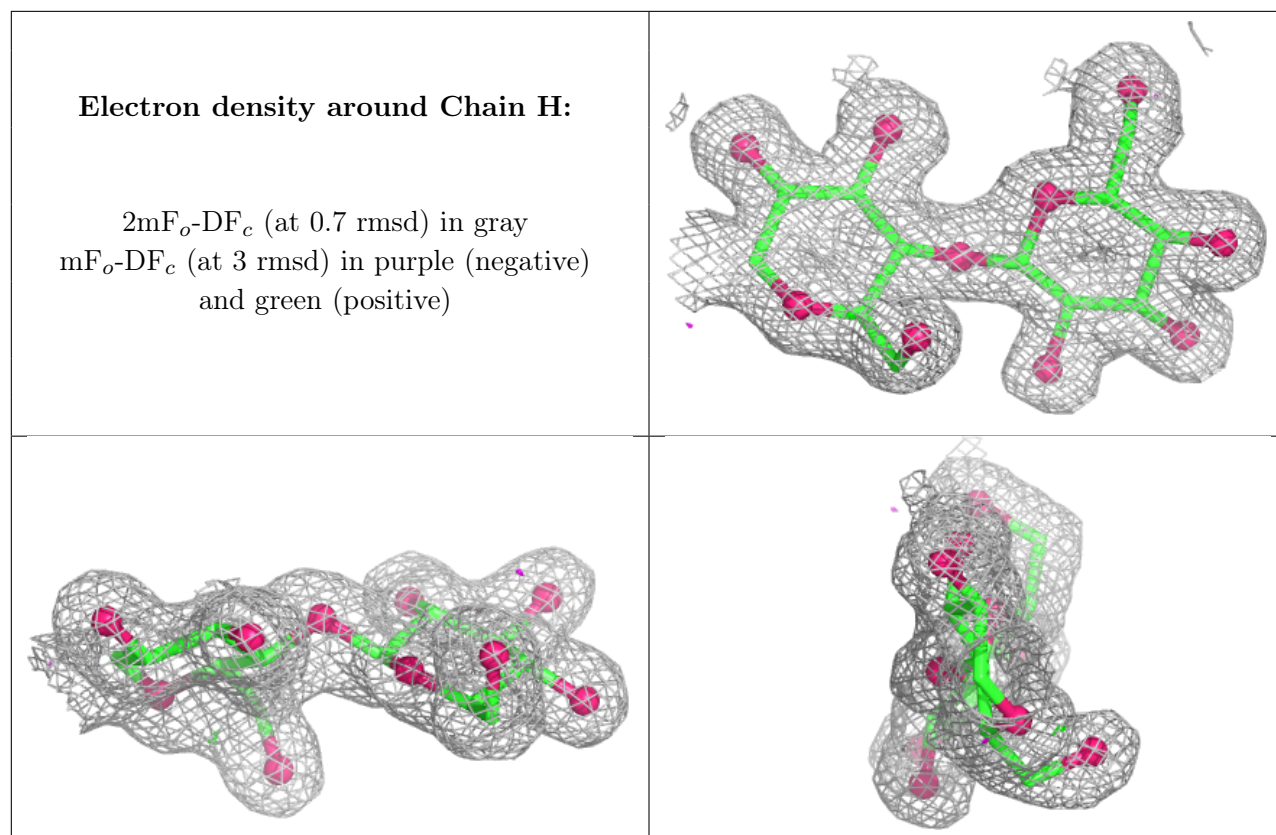 Electron density around Chain H:
2mFo-DFc (at 0.7 rmsd) in gray
mFo-DFc (at 3 rmsd) in purple (negative)
and green (positive)